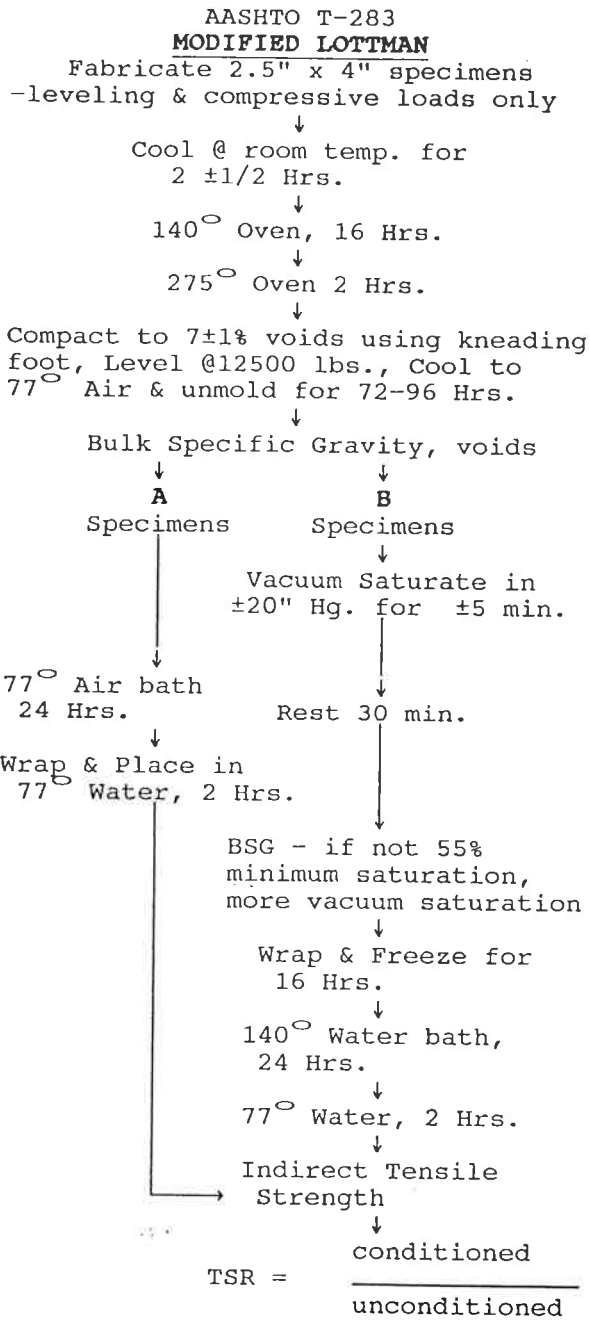 AASHTO T-283
MODIFIED LOTTMAN
Fabricate 2.5" x 4" specimens
-leveling & compressive loads only
Cool @ room temp. for
2 ±1/2 Hrs.
140° Oven, 16 Hrs.
275° Oven 2 Hrs.
Compact to 7±1% voids using kneading
foot, Level @12500 lbs., Cool to
77° Air & unmold for 72-96 Hrs.
Bulk Specific Gravity, voids
A
Specimens
B
Specimens
Vacuum Saturate in
±20" Hg. for ±5 min.
77° Air bath
24 Hrs.
Rest 30 min.
Wrap & Place in
77° Water, 2 Hrs.
BSG - if not 55%
minimum saturation,
more vacuum saturation
Wrap & Freeze for
16 Hrs.
140° Water bath,
24 Hrs.
77° Water, 2 Hrs.
Indirect Tensile
Strength
TSR =
conditioned
unconditioned